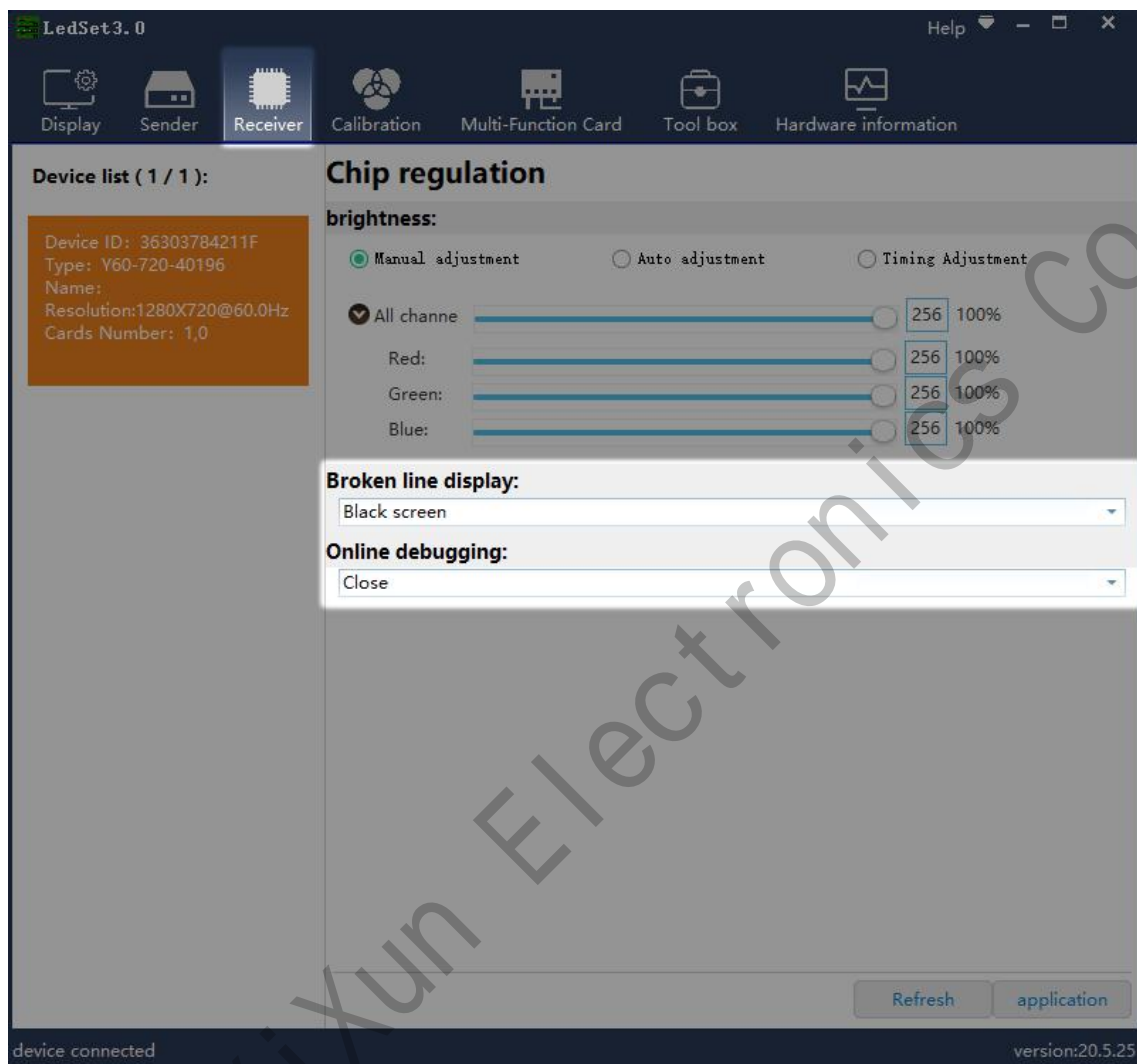 LedSet3.0
Help
Display Sender Receiver Calibration Multi-Function Card Tool box Hardware information
Device list ( 1 / 1 ):
Device ID: 36303784211F
Type: Y60-720-40196
Name:
Resolution:1280X720@60.0Hz
Cards Number: 1,0
Chip regulation
brightness:
Manual adjustment Auto adjustment Timing Adjustment
All channe 256 100%
Red: 256 100%
Green: 256 100%
Blue: 256 100%
Broken line display:
Black screen
Online debugging:
Close
Refresh application
device connected version:20.5.25
XiXun Electronics Co